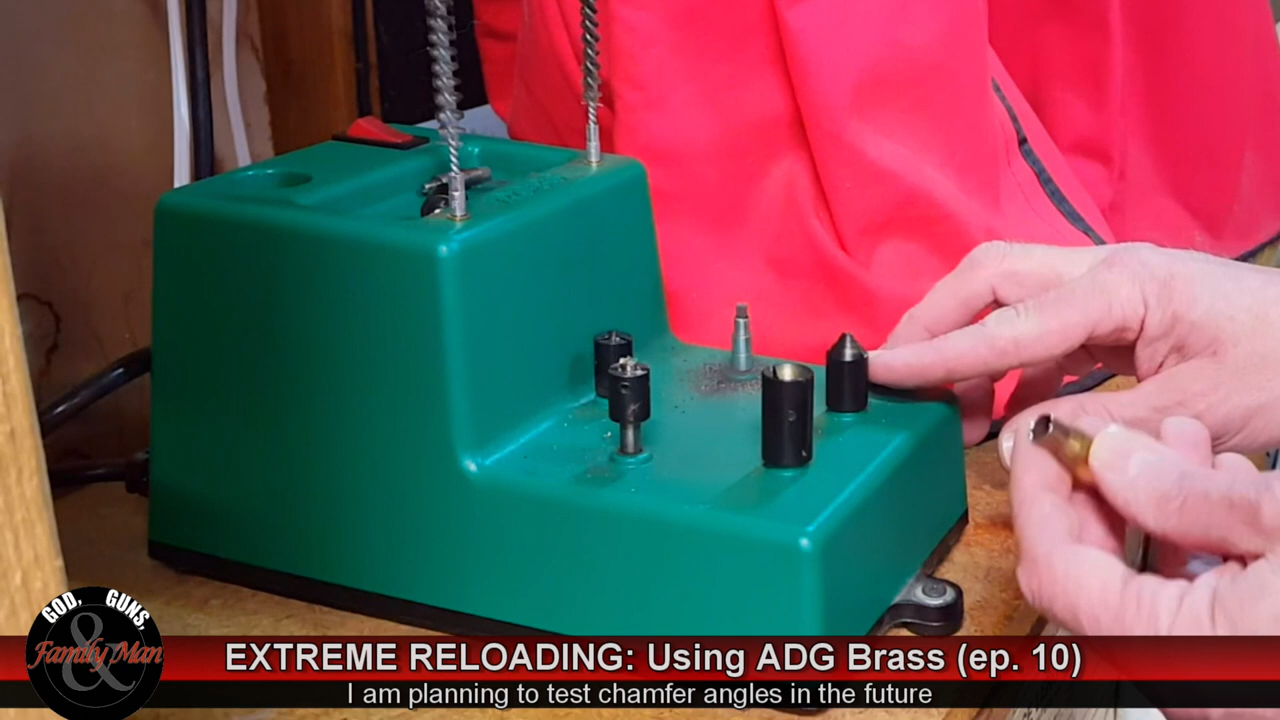 GOD, GUNS,
&
Family Man
EXTREME RELOADING: Using ADG Brass (ep. 10)
I am planning to test chamfer angles in the future